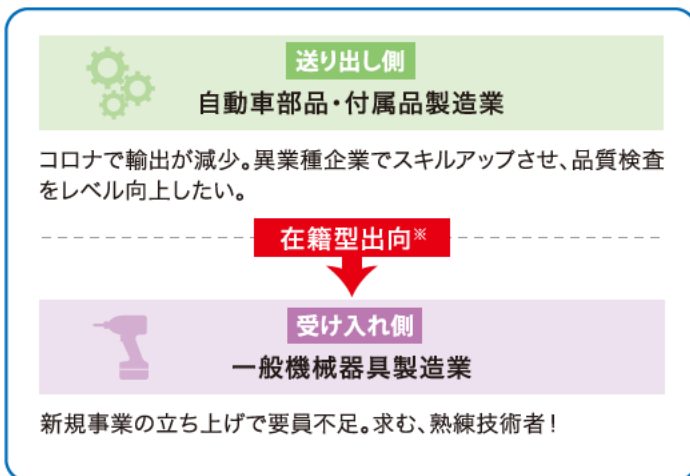 送り出し側
自動車部品・付属品製造業
コロナで輸出が減少。異業種企業でスキルアップさせ、品質検査
をレベル向上したい。
在籍型出向※
受け入れ側
一般機械器具製造業
新規事業の立ち上げで要員不足。求む、熟練技術者！